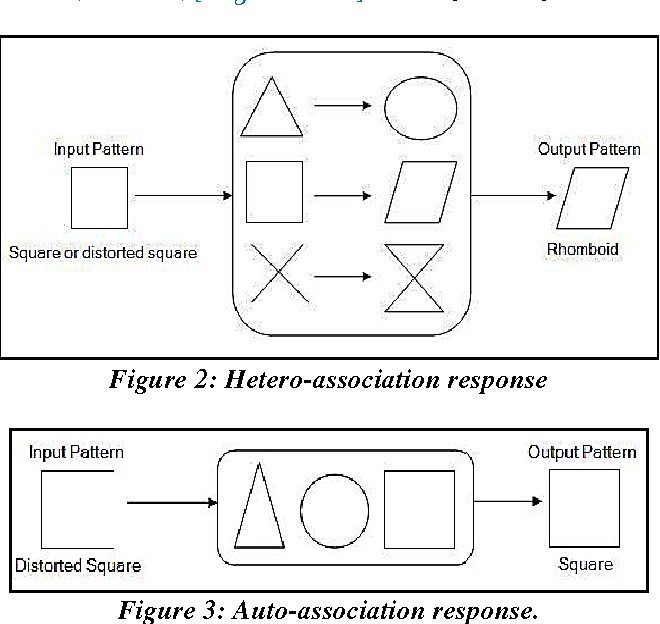 Input Pattern
Output Pattern
Square or distorted square
Rhomboid
Figure 2: Hetero-association response
Input Pattern
Output Pattern
Distorted Square
Square
Figure 3: Auto-association response.